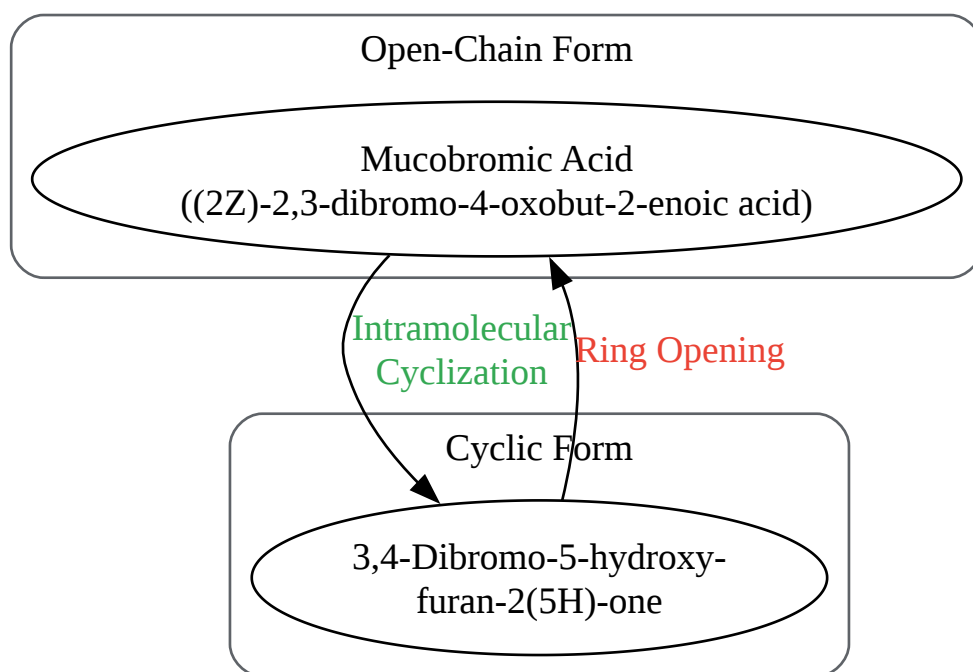 Open-Chain Form
Mucobromic Acid
((2Z)-2,3-dibromo-4-oxobut-2-enoic acid)
Intramolecular
Cyclization
Ring Opening
Cyclic Form
3,4-Dibromo-5-hydroxy-
furan-2(5H)-one